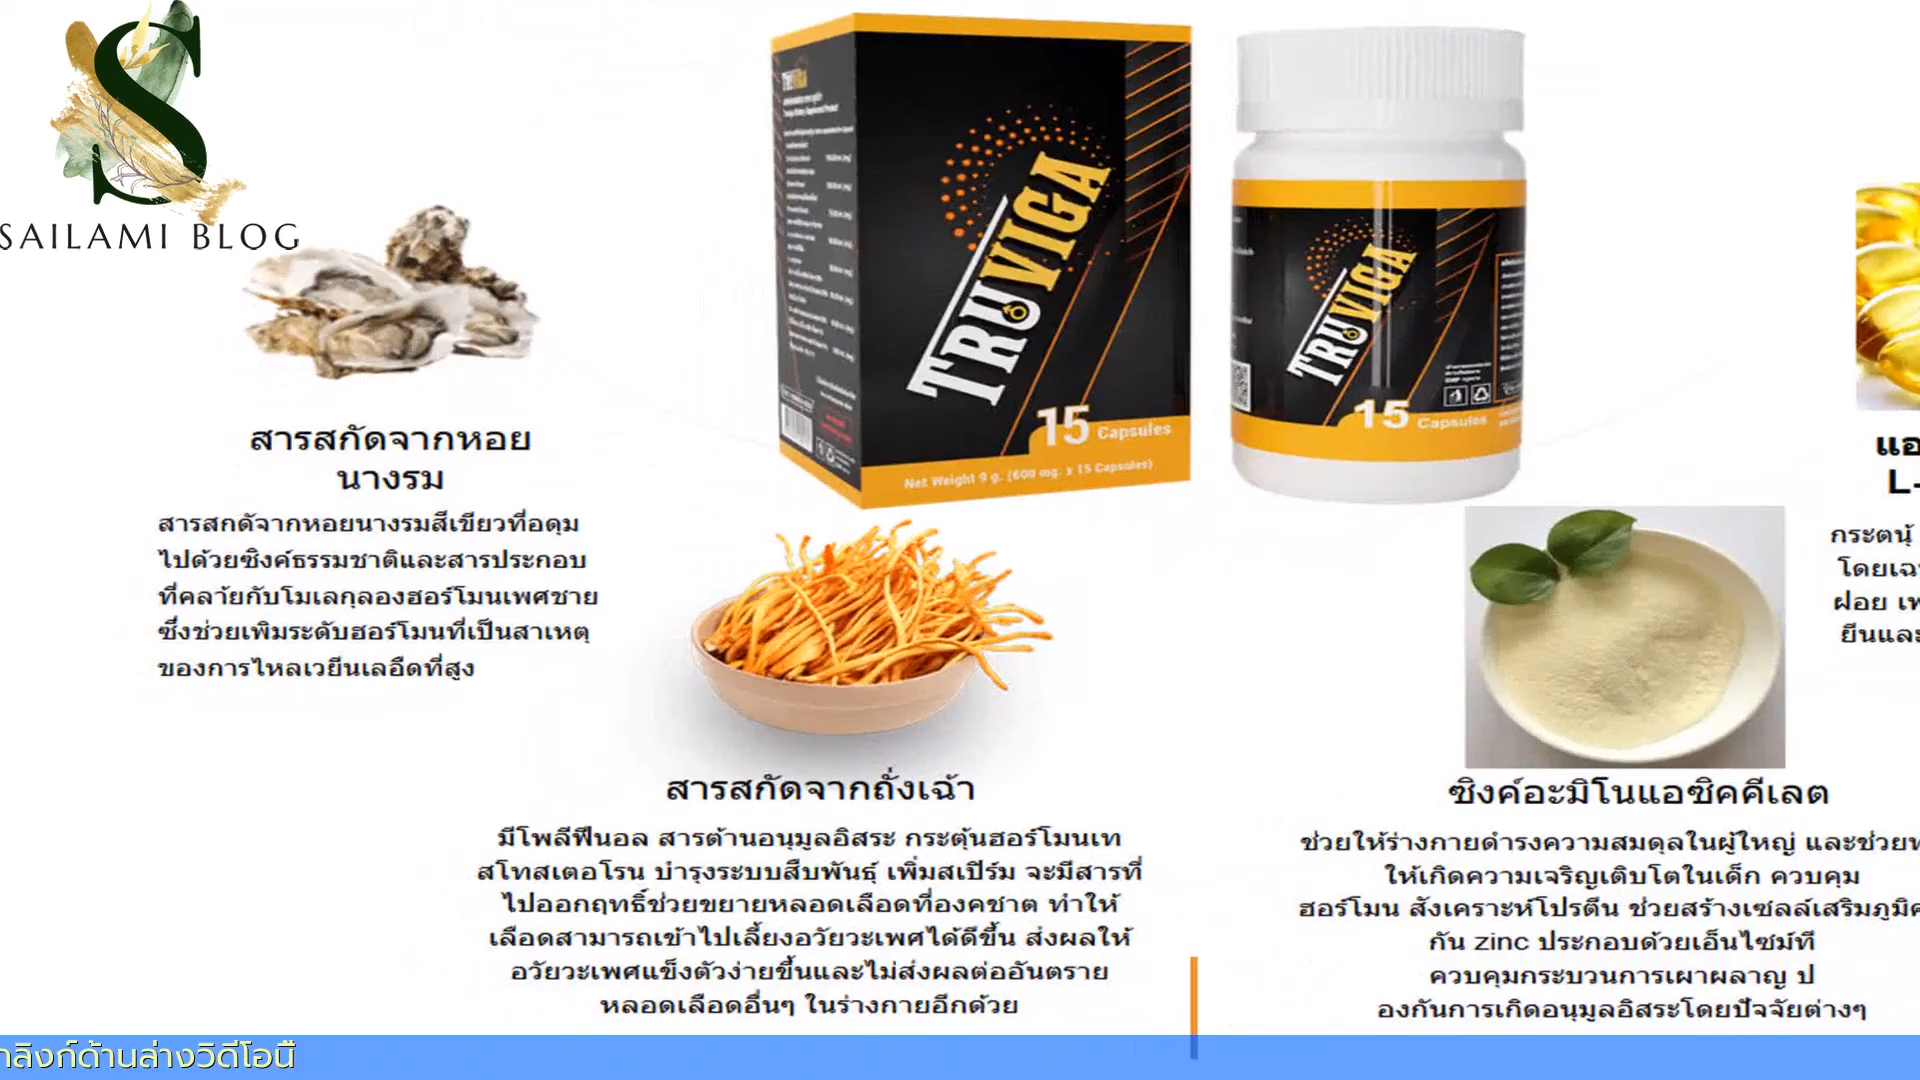 SAILAMI BLOG
TRUVIGA
15 Capsules
Net Weight 9 g. (600 mg. x 15 Capsules)
TRUVIGA
15 Capsules
สารสกัดจากหอย
นางรม
สารสกดัจากหอยนางรมสีเขียวที่อดุม
ไปด้วยซิงค์ธรรมชาติและสารประกอบ
ที่คลา้ยกับโมเลกุลองฮอร์โมนเพศชาย
ซึ่งช่วยเพิมระดับฮอร์โมนที่เป็นสาเหตุ
ของการไหลเวยีนเลอืดที่สูง
สารสกัดจากถั่งเฉ้า
มีโพลีฟีนอล สารต้านอนุมูลอิสระ กระตุ้นฮอร์โมนเท
สโทสเตอโรน บำรุงระบบสืบพันธุ์ เพิ่มสเปิร์ม จะมีสารที่
ไปออกฤทธิ์ช่วยขยายหลอดเลือดที่องคชาต ทำให้
เลือดสามารถเข้าไปเลี้ยงอวัยวะเพศได้ดีขึ้น ส่งผลให้
อวัยวะเพศแข็งตัวง่ายขึ้นและไม่ส่งผลต่ออันตราย
หลอดเลือดอื่นๆ ในร่างกายอีกด้วย
ซิงค์อะมิโนแอซิคคีเลต
ช่วยให้ร่างกายดำรงความสมดุลในผู้ใหญ่ และช่วยท
ให้เกิดความเจริญเติบโตในเด็ก ควบคุม
ฮอร์โมน สังเคราะห์โปรตีน ช่วยสร้างเซลล์เสริมภูมิค
กัน zinc ประกอบด้วยเอ็นไซม์ที
ควบคุมกระบวนการเผาผลาญ ป
องกันการเกิดอนุมูลอิสระโดยปัจจัยต่างๆ
แอ
L-
กระตนุ้
โดยเฉ
ฝอย เพ
ยีนและ
ลิงก์ด้านล่างวิดีโอนี้